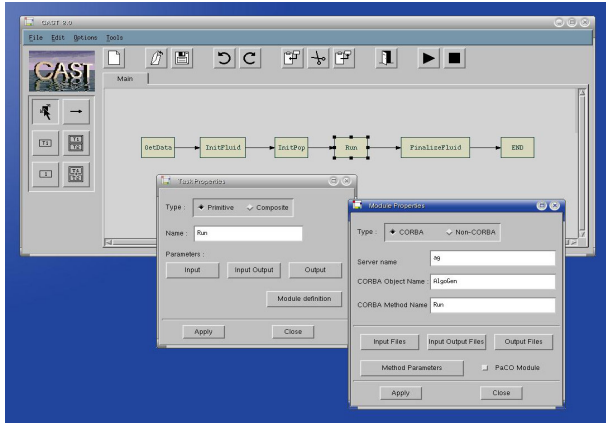 CAST 2.0
File Edit Options Tools
CAST
Main
T1
T1
T2
1
T1
T2
GetData InitFluid InitPop Run FinalizeFluid END
Task Properties
Type : Primitive Composite
Name : Run
Parameters :
Input Input Output Output
Module definition
Apply Close
Module Properties
Type : CORBA Non-CORBA
Server name ag
CORBA Object Name : AlgoGen
CORBA Method Name Run
Input Files Input Output Files Output Files
Method Parameters PaCO Module
Apply Close